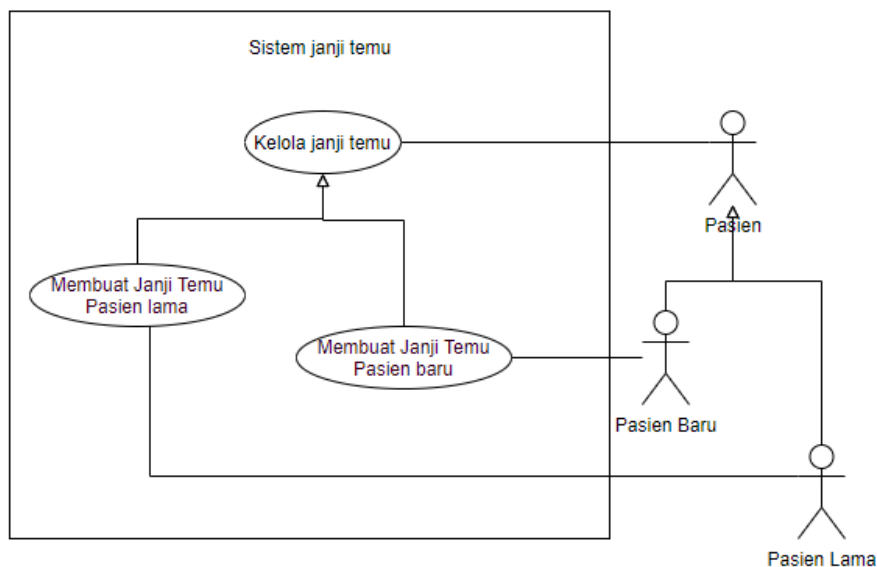 Sistem janji temu
Kelola janji temu
Pasien
Membuat Janji Temu
Pasien lama
Membuat Janji Temu
Pasien baru
Pasien Baru
Pasien Lama